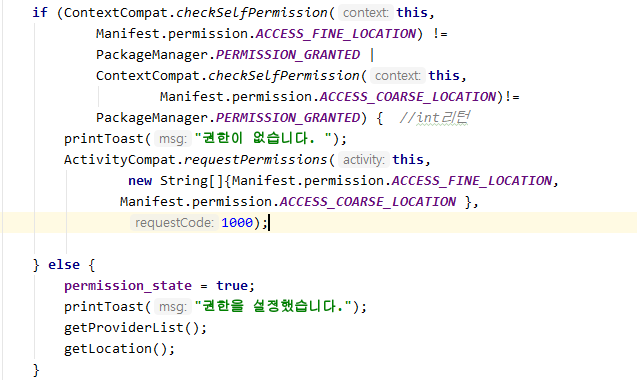 if (ContextCompat.checkSelfPermission( context: this,
Manifest.permission.ACCESS_FINE_LOCATION) !=
PackageManager.PERMISSION_GRANTED |
ContextCompat.checkSelfPermission( context: this,
Manifest.permission.ACCESS_COARSE_LOCATION)!=
PackageManager.PERMISSION_GRANTED) {  //int리턴
printToast( msg: "권한이 없습니다. ");
ActivityCompat.requestPermissions( activity: this,
new String[]{Manifest.permission.ACCESS_FINE_LOCATION,
Manifest.permission.ACCESS_COARSE_LOCATION },
requestCode: 1000);
} else {
permission_state = true;
printToast( msg: "권한을 설정했습니다.");
getProviderList();
getLocation();
}